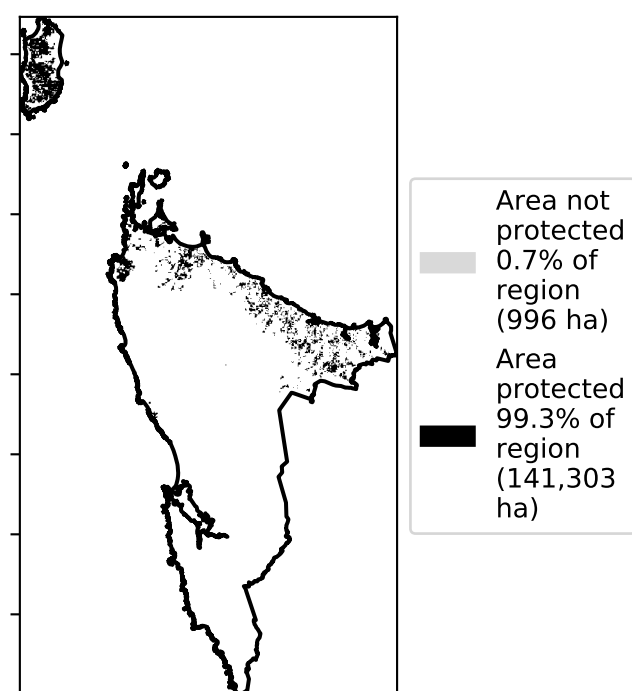 Area not
protected
0.7% of
region
(996 ha)
Area
protected
99.3% of
region
(141,303
ha)